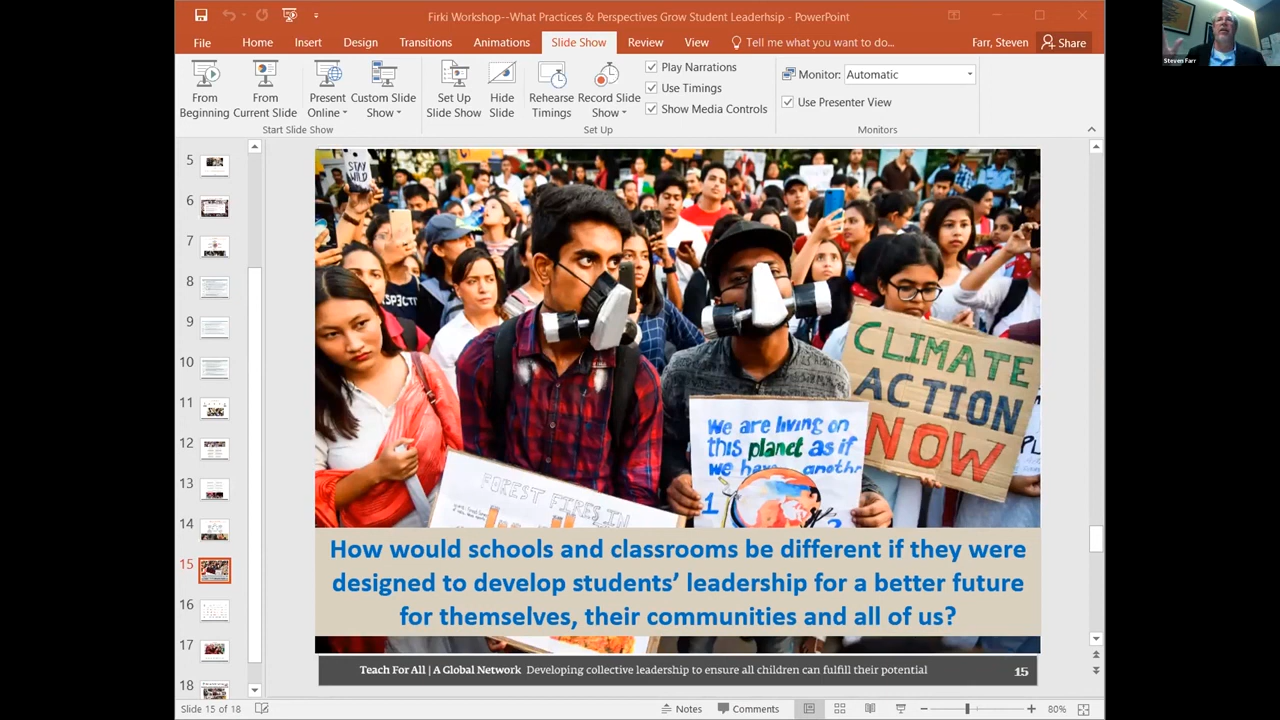 Firki Workshop--What Practices & Perspectives Grow Student Leaderhsip - PowerPoint
File Home Insert Design Transitions Animations Slide Show Review View Tell me what you want to do... Farr, Steven Share
From Beginning
From Current Slide
Present Online
Custom Slide Show
Start Slide Show
Set Up Slide Show
Hide Slide
Rehearse Timings
Record Slide Show
Play Narrations
Use Timings
Show Media Controls
Set Up
Monitor: Automatic
Use Presenter View
Monitors
Steven Farr
5
6
7
8
9
10
11
12
13
14
15
16
17
18
STAY
WILD
CLIMATE
ACTION
NOW
We are living on
this planet as if
we have anothr
1
FOREST FIRES IN
How would schools and classrooms be different if they were
designed to develop students’ leadership for a better future
for themselves, their communities and all of us?
Teach For All | A Global Network Developing collective leadership to ensure all children can fulfill their potential 15
Slide 15 of 18 Notes Comments 80%